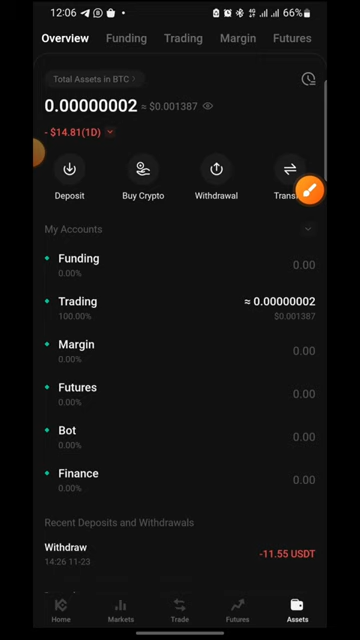 12:06
66%
Overview Funding Trading Margin Futures
Total Assets in BTC
0.00000002 ≈ $0.001387
- $14.81(1D)
Deposit Buy Crypto Withdrawal Trans
My Accounts
Funding 0.00
0.00%
Trading ≈ 0.00000002
100.00% $0.001387
Margin 0.00
0.00%
Futures 0.00
0.00%
Bot 0.00
0.00%
Finance 0.00
0.00%
Recent Deposits and Withdrawals
Withdraw -11.55 USDT
14:26 11-23
Home Markets Trade Futures Assets